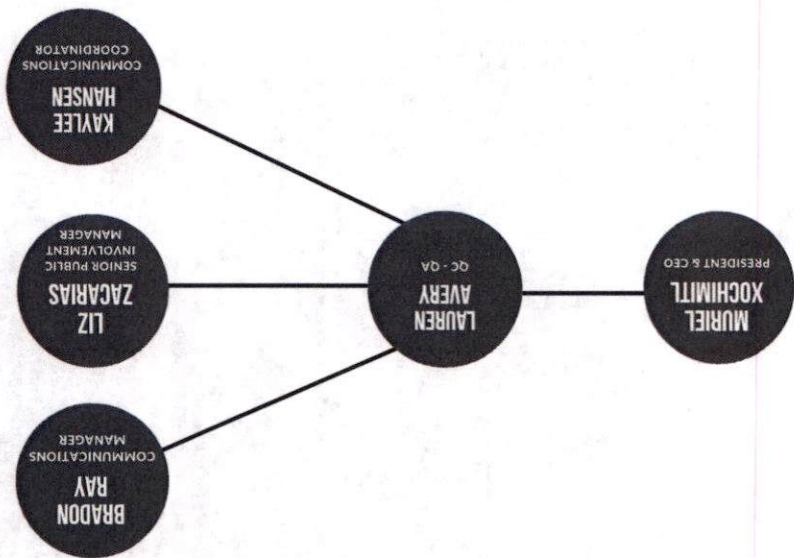 MURIEL
XOCHIMITL
PRESIDENT & CEO
LAUREN
AVERY
QC - QA
BRADON
RAY
COMMUNICATIONS
MANAGER
LIZ
ZACARIAS
SENIOR PUBLIC
INVOLVEMENT
MANAGER
KAYLEE
HANSEN
COMMUNICATIONS
COORDINATOR